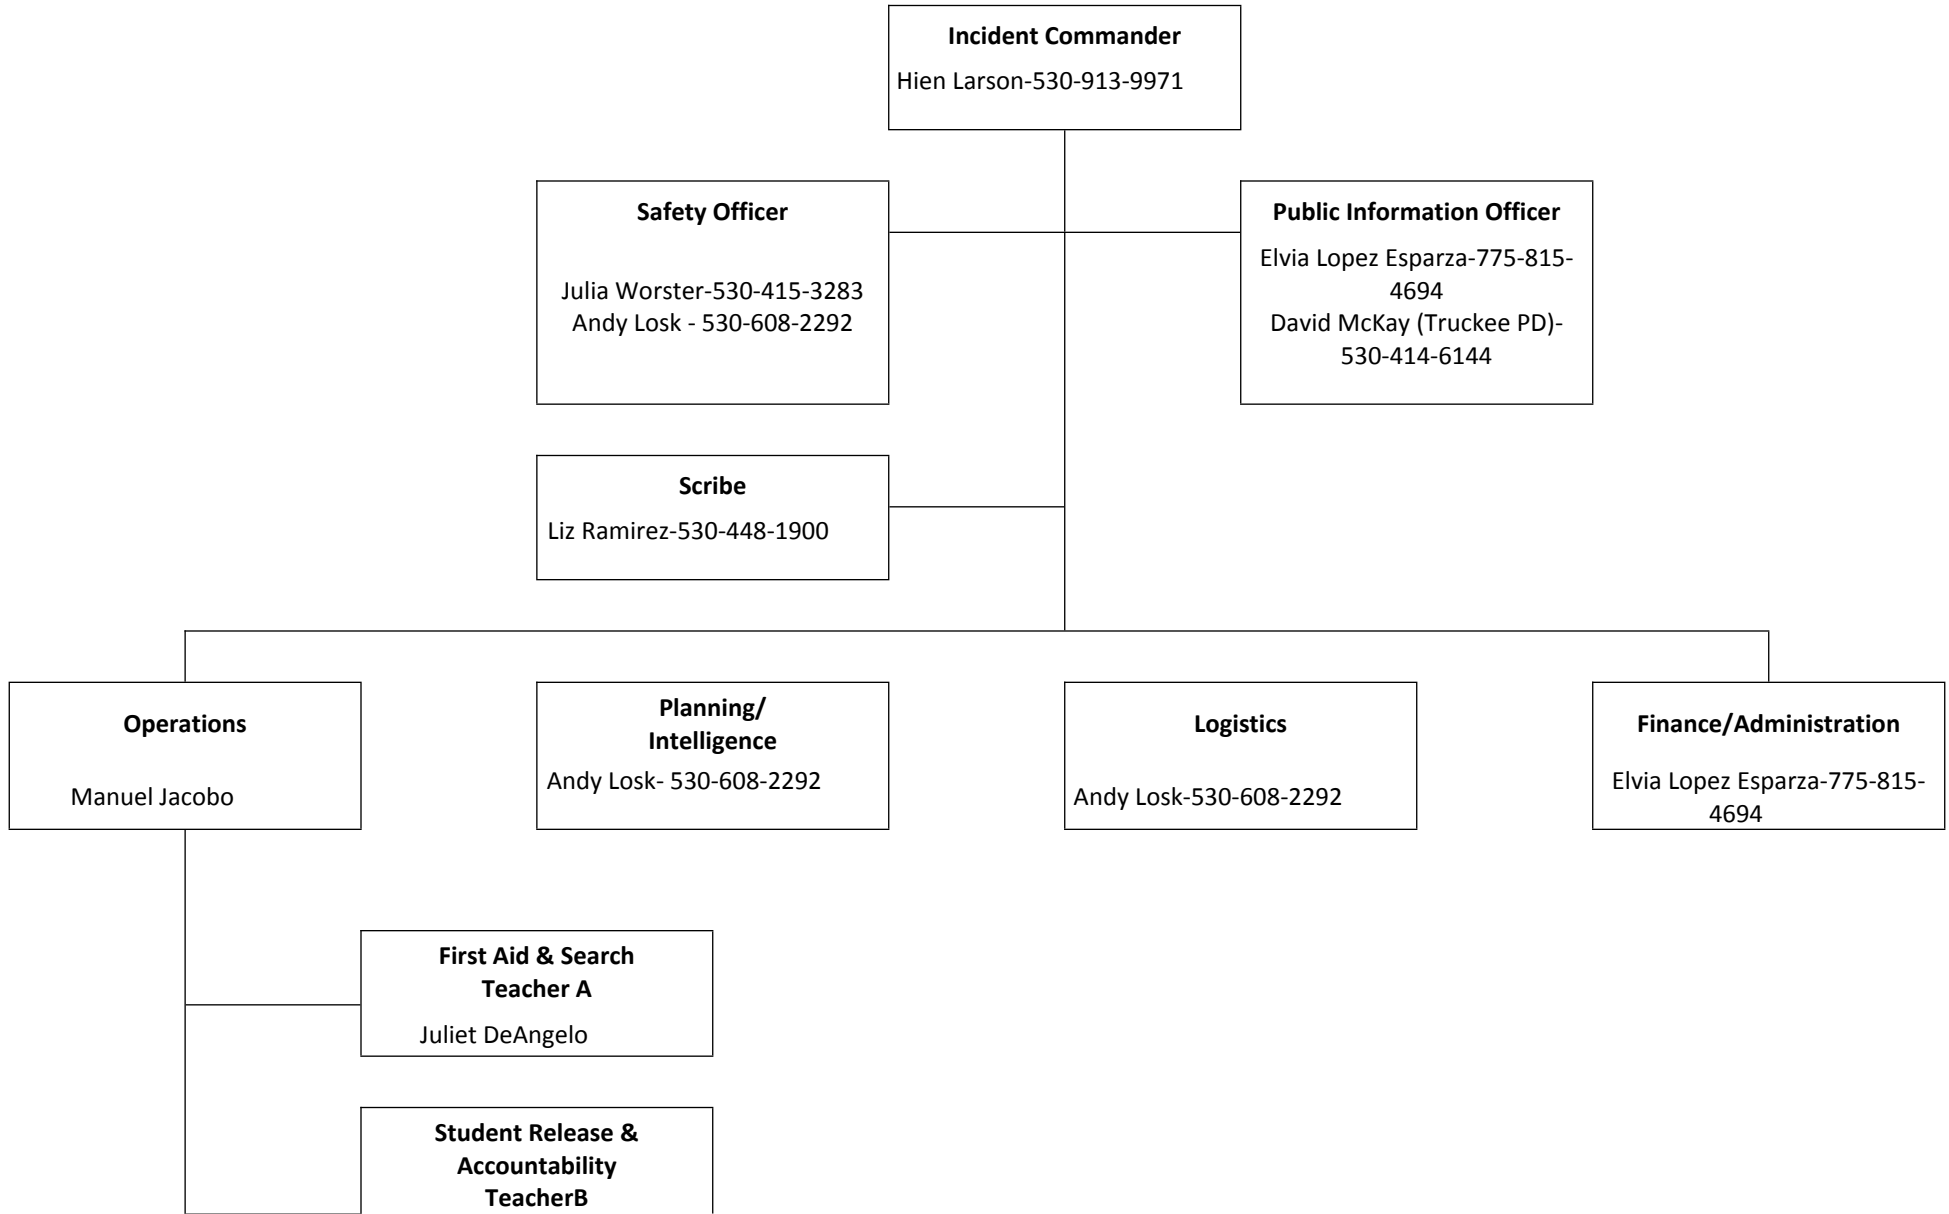 Incident Commander
Hien Larson-530-913-9971
Safety Officer
Julia Worster-530-415-3283
Andy Losk - 530-608-2292
Public Information Officer
Elvia Lopez Esparza-775-815-
4694
David McKay (Truckee PD)-
530-414-6144
Scribe
Liz Ramirez-530-448-1900
Operations
Manuel Jacobo
Planning/
Intelligence
Andy Losk- 530-608-2292
Logistics
Andy Losk-530-608-2292
Finance/Administration
Elvia Lopez Esparza-775-815-
4694
First Aid & Search
Teacher A
Juliet DeAngelo
Student Release &
Accountability
TeacherB